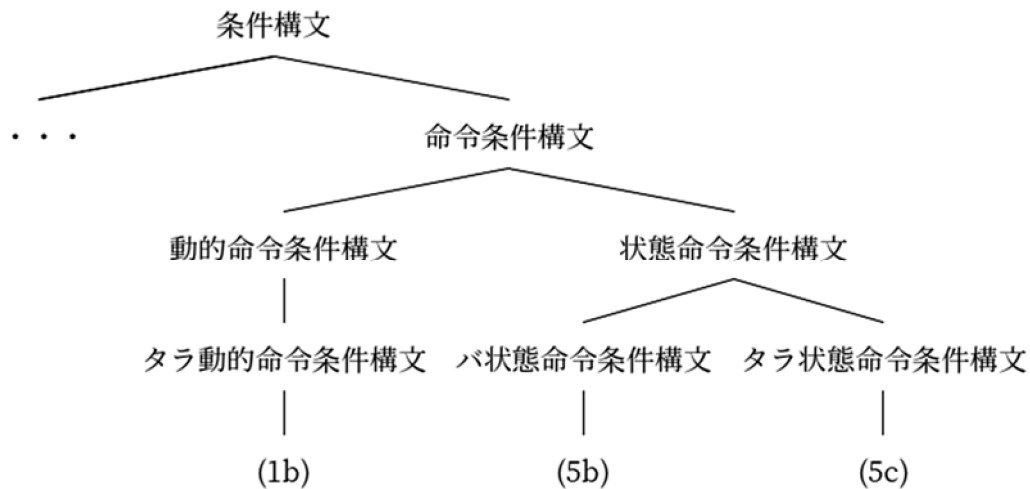 条件構文
・・・
命令条件構文
動的命令条件構文
状態命令条件構文
タラ動的命令条件構文
バ状態命令条件構文
タラ状態命令条件構文
(1b)
(5b)
(5c)